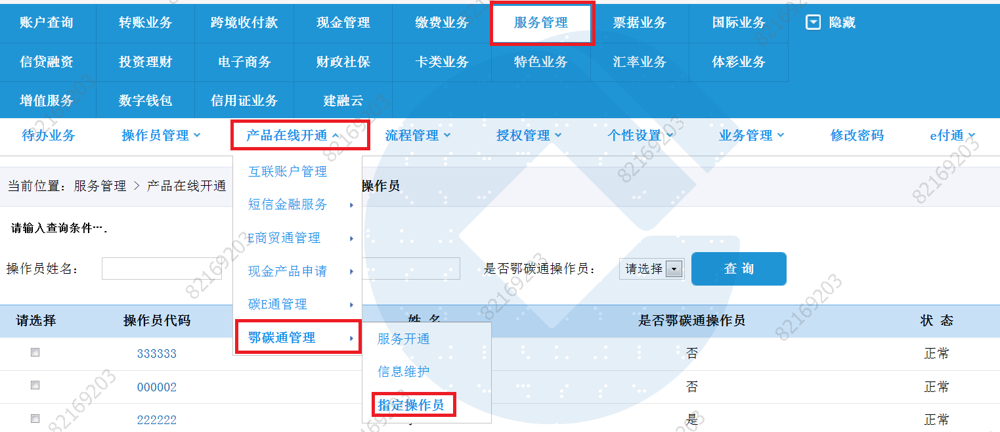 账户查询 转账业务 跨境收付款 现金管理 缴费业务 服务管理 票据业务 国际业务 隐藏
信贷融资 投资理财 电子商务 财政社保 卡类业务 特色业务 汇率业务 体彩业务
增值服务 数字钱包 信用证业务 建融云
待办业务 操作员管理 产品在线开通 流程管理 授权管理 个性设置 业务管理 修改密码 e付通
互联账户管理
当前位置： 服务管理 > 产品在线开通 操作员
短信金融服务
请输入查询条件….
E商贸通管理
操作员姓名： 现金产品申请 是否鄂碳通操作员： 请选择 查 询
碳E通管理
请选择 操作员代码 姓 名 是否鄂碳通操作员 状 态
鄂碳通管理 服务开通
333333 否 正常
信息维护
000002 否 正常
指定操作员
222222 是 正常
82169203
82169203
82169203
82169203
82169203
82169203
82169203
82169203
82169203